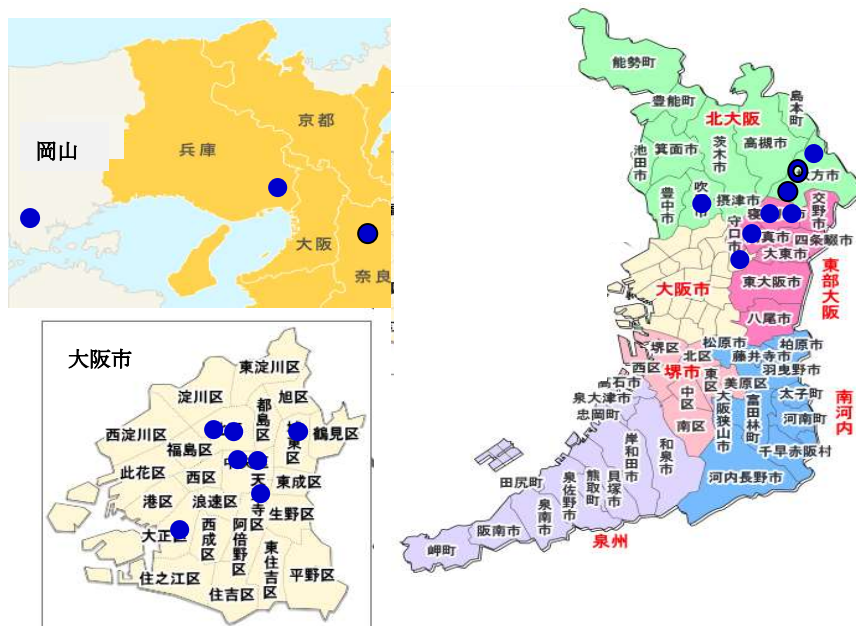 京都
岡山
兵庫
大阪
奈良
大阪市
東淀川区
淀川区
旭区
都島区
西淀川区
鶴見区
福島区
此花区
西区
東成区
港区
浪速区
生野区
大正区
西成区
阿倍野区
東住吉区
住之江区
住吉区
平野区
能勢町
豊能町
島本町
北大阪
箕面市
茨木市
高槻市
池田市
豊中市
摂津市
交野市
守口市
四条畷市
大東市
大阪市
東大阪市
東部大阪
八尾市
堺区
松原市
柏原市
北区
藤井寺市
西区
堺市
東区
羽曳野市
美原区
高石市
泉大津市
中区
太子町
南河内
忠岡町
大阪狭山市
富田林町
河南町
南区
千早赤阪村
岸和田市
和泉市
河内長野市
田尻町
貝塚市
熊取町
泉佐野市
泉南市
阪南市
泉州
岬町